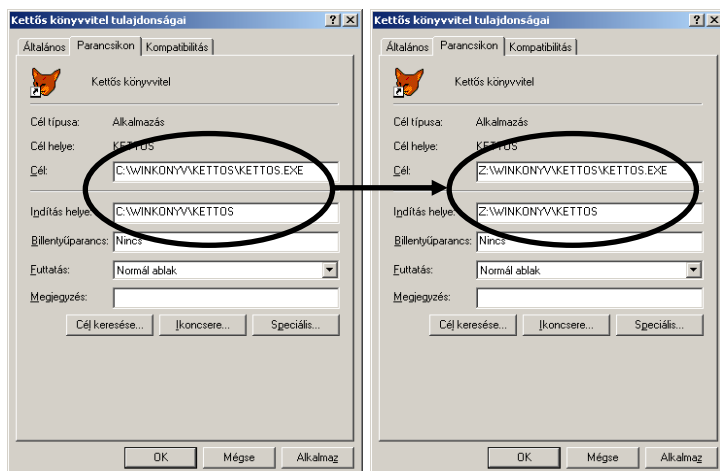 Kettős könyvvitel tulajdonságai
Általános Parancsikon Kompatibilitás
Kettős könyvvitel
Cél típusa: Alkalmazás
Cél helye: KETTOS
Cél: C:\WINKONYV\KETTOS\KETTOS.EXE
Indítás helye: C:\WINKONYV\KETTOS
Billentyűparancs: Nincs
Futtatás: Normál ablak
Megjegyzés:
Cél keresése... Ikoncsere... Speciális...
OK Mégse Alkalmaz
Kettős könyvvitel tulajdonságai
Általános Parancsikon Kompatibilitás
Kettős könyvvitel
Cél típusa: Alkalmazás
Cél helye: KETTOS
Cél: Z:\WINKONYV\KETTOS\KETTOS.EXE
Indítás helye: Z:\WINKONYV\KETTOS
Billentyűparancs: Nincs
Futtatás: Normál ablak
Megjegyzés:
Cél keresése... Ikoncsere... Speciális...
OK Mégse Alkalmaz